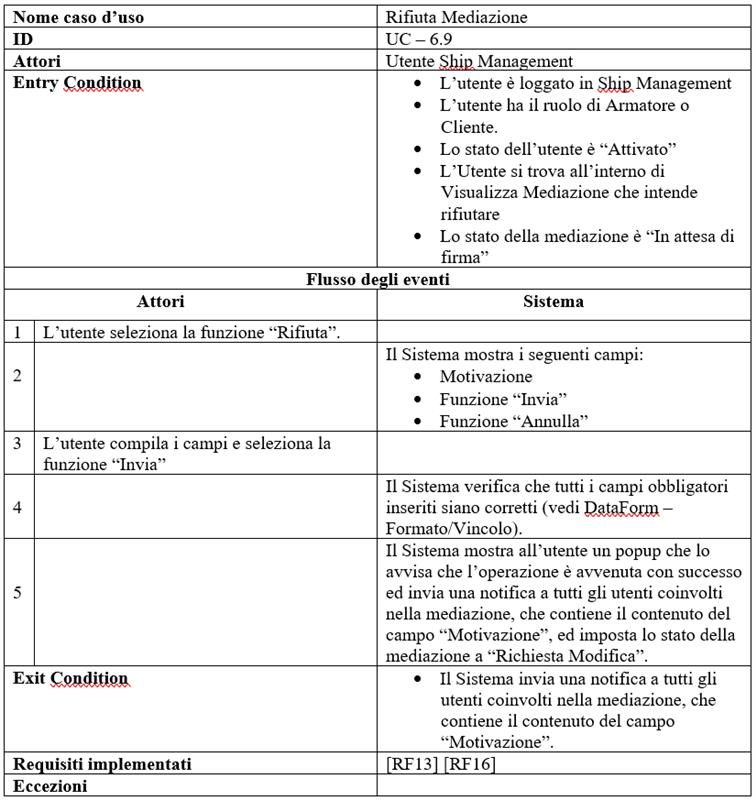 Nome caso d’uso
Rifiuta Mediazione
ID
UC – 6.9
Attori
Utente Ship Management
Entry Condition
• L’utente è loggato in Ship Management
• L’utente ha il ruolo di Armatore o
Cliente.
• Lo stato dell’utente è “Attivato”
• L’Utente si trova all’interno di
Visualizza Mediazione che intende
rifiutare
• Lo stato della mediazione è “In attesa di
firma”
Flusso degli eventi
Attori
Sistema
1
L’utente seleziona la funzione “Rifiuta”.
2
Il Sistema mostra i seguenti campi:
• Motivazione
• Funzione “Invia”
• Funzione “Annulla”
3
L’utente compila i campi e seleziona la
funzione “Invia”
4
Il Sistema verifica che tutti i campi obbligatori
inseriti siano corretti (vedi DataForm –
Formato/Vincolo).
5
Il Sistema mostra all’utente un popup che lo
avvisa che l’operazione è avvenuta con successo
ed invia una notifica a tutti gli utenti coinvolti
nella mediazione, che contiene il contenuto del
campo “Motivazione”, ed imposta lo stato della
mediazione a “Richiesta Modifica”.
Exit Condition
• Il Sistema invia una notifica a tutti gli
utenti coinvolti nella mediazione, che
contiene il contenuto del campo
“Motivazione”.
Requisiti implementati
[RF13] [RF16]
Eccezioni